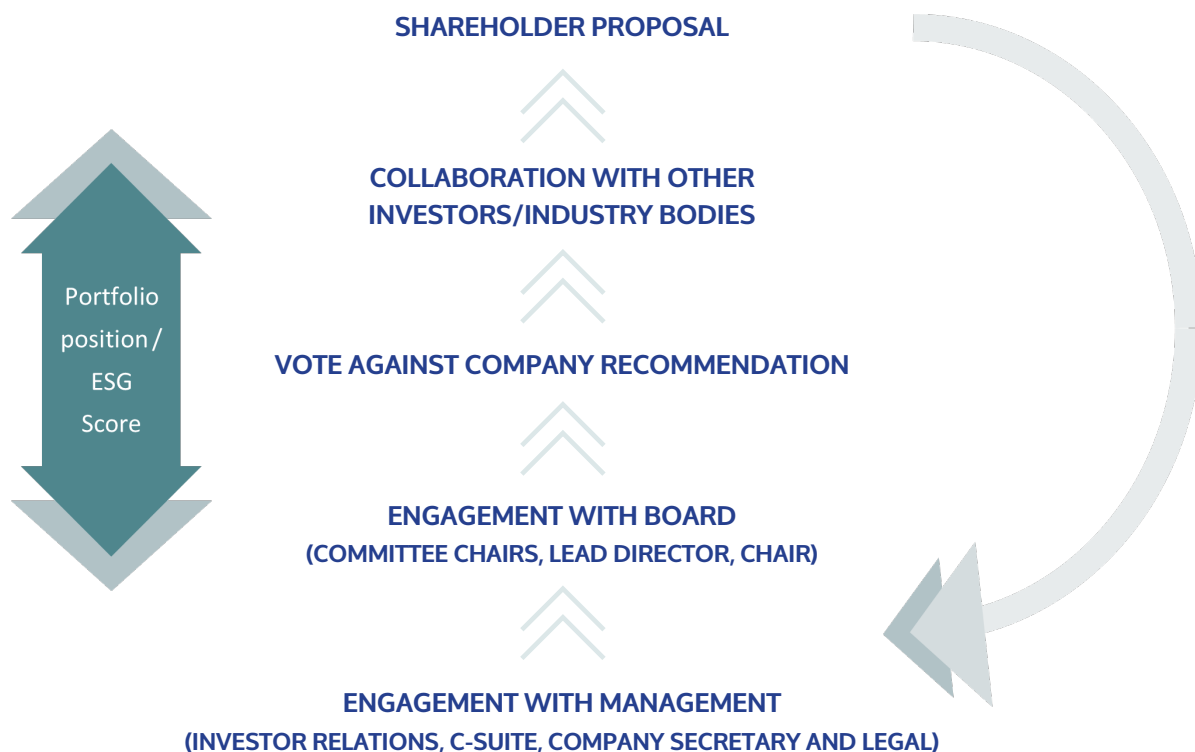 SHAREHOLDER PROPOSAL
COLLABORATION WITH OTHER
INVESTORS/INDUSTRY BODIES
Portfolio
position /
ESG
Score
VOTE AGAINST COMPANY RECOMMENDATION
ENGAGEMENT WITH BOARD
(COMMITTEE CHAIRS, LEAD DIRECTOR, CHAIR)
ENGAGEMENT WITH MANAGEMENT
(INVESTOR RELATIONS, C-SUITE, COMPANY SECRETARY AND LEGAL)